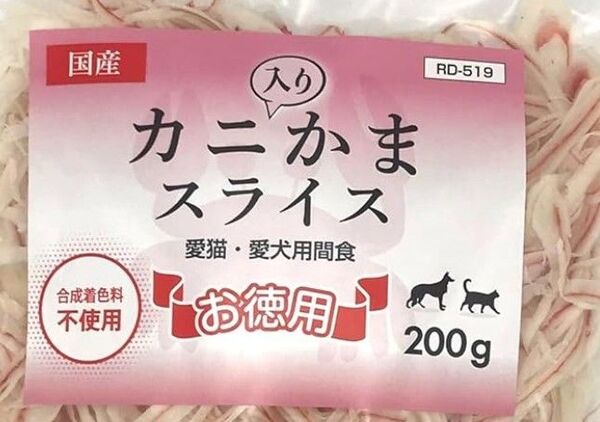 国産
RD-519
入り
カニかま
スライス
愛猫・愛犬用間食
合成着色料
不使用
お徳用
200g